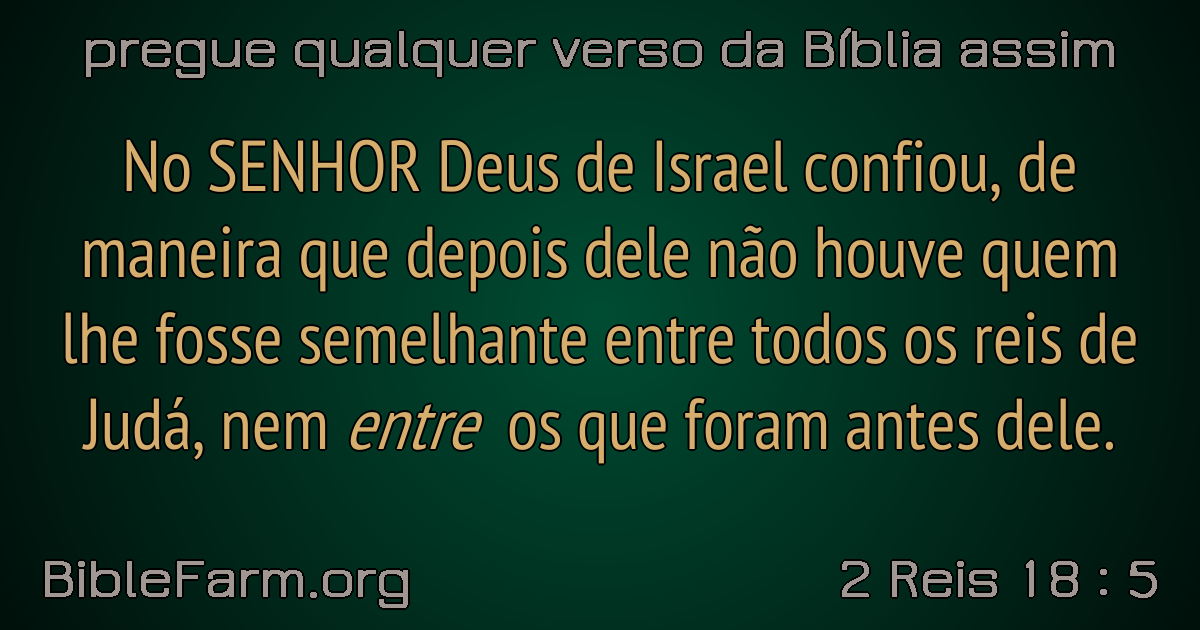 pregue qualquer verso da Bíblia assim
No SENHOR Deus de Israel confiou, de
maneira que depois dele não houve quem
lhe fosse semelhante entre todos os reis de
Judá, nem entre os que foram antes dele.
BibleFarm.org
2 Reis 18 : 5